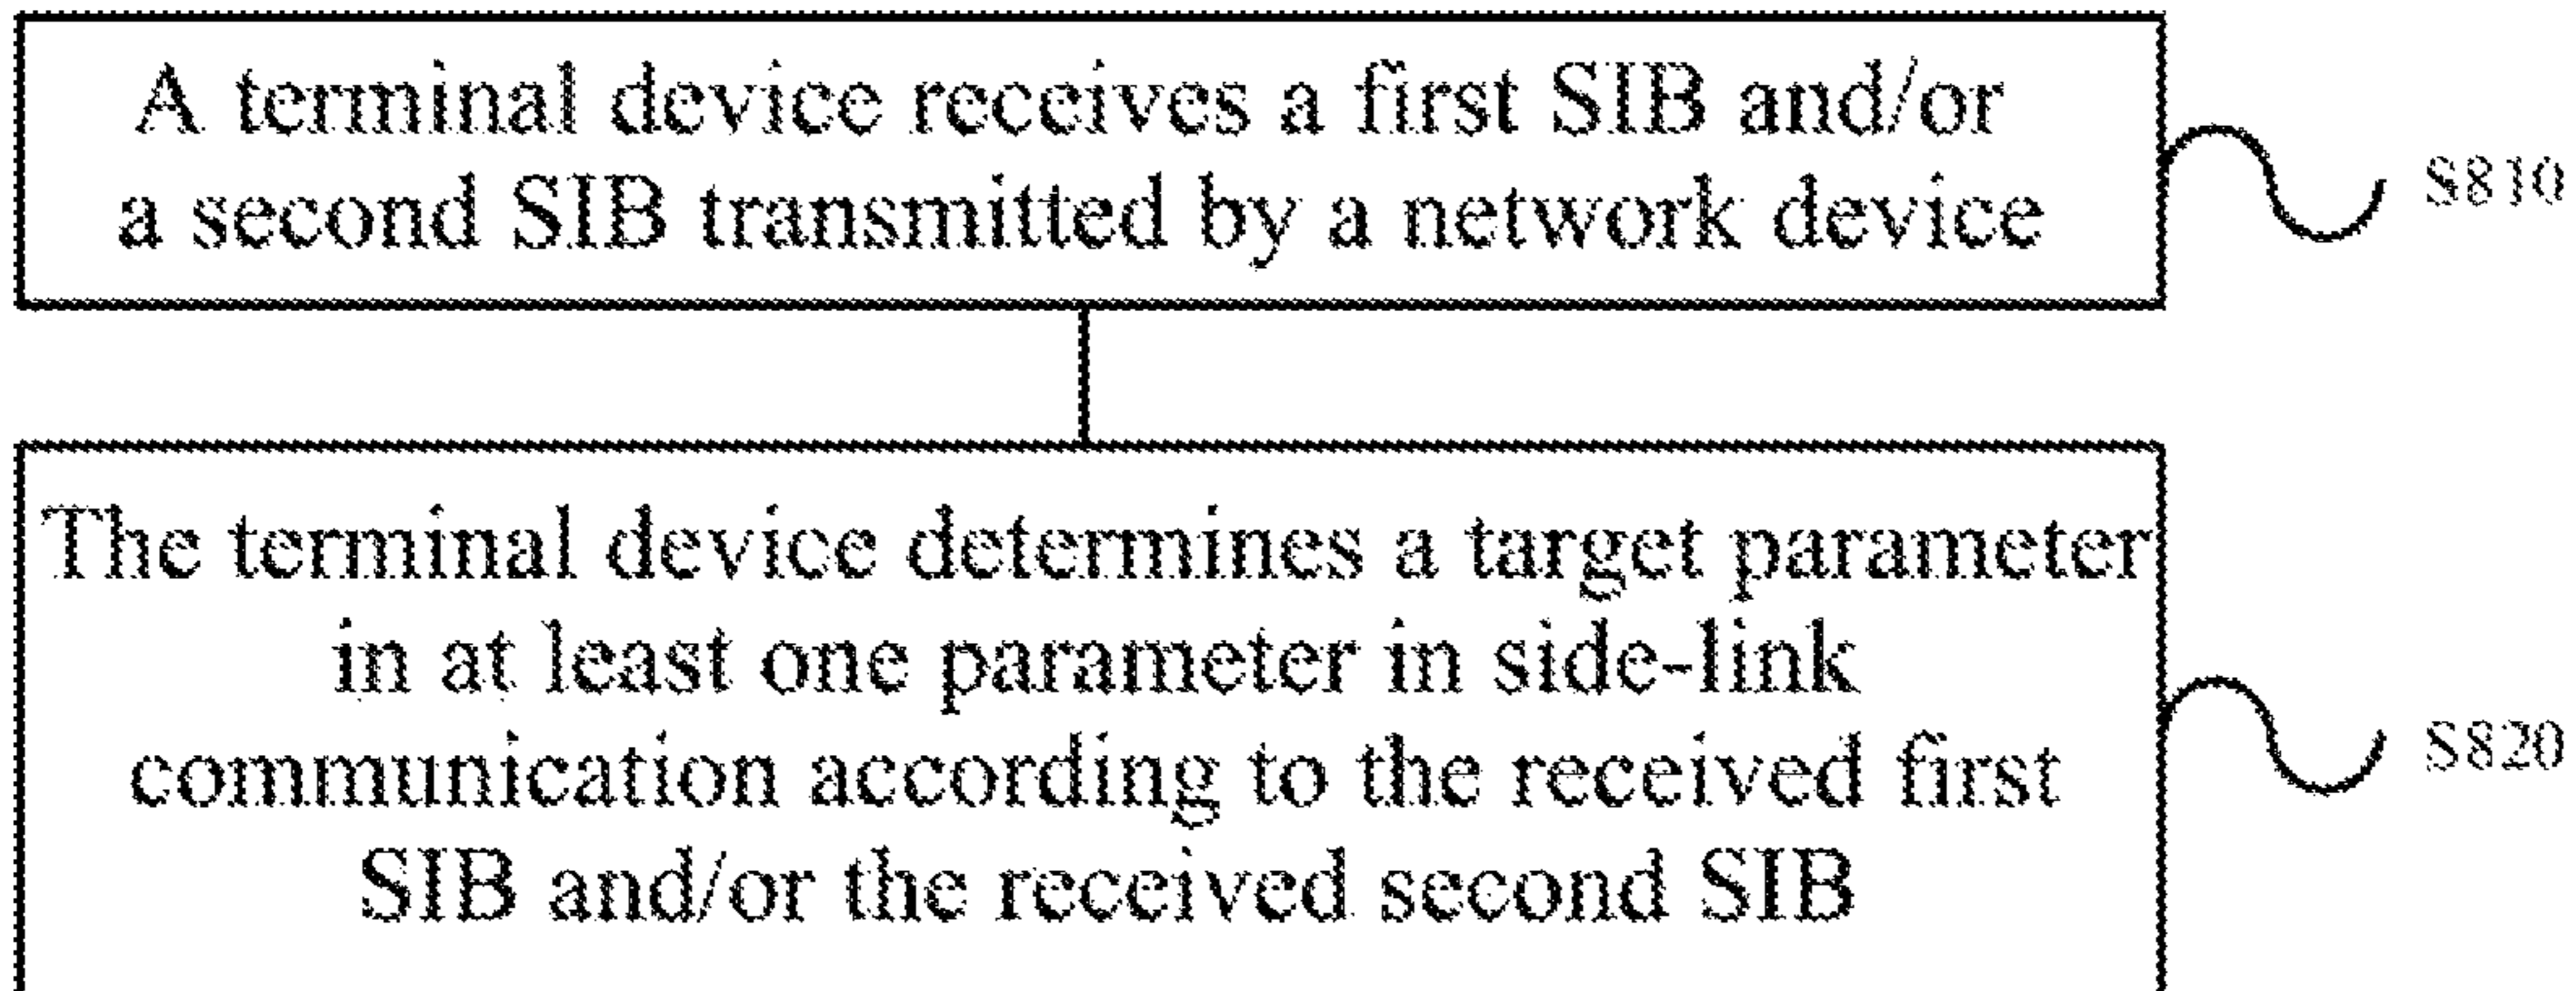 A terminal device receives a first SIB and/or
a second SIB transmitted by a network device
S810
The terminal device determines a target parameter
in at least one parameter in side-link
communication according to the received first
SIB and/or the received second SIB
S820